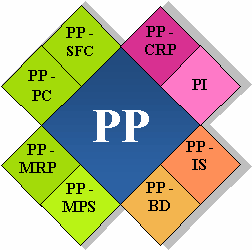 PP -
SFC
PP -
CRP
PP -
PC
PI
PP
PP -
MRP
PP -
IS
PP -
MPS
PP -
BD